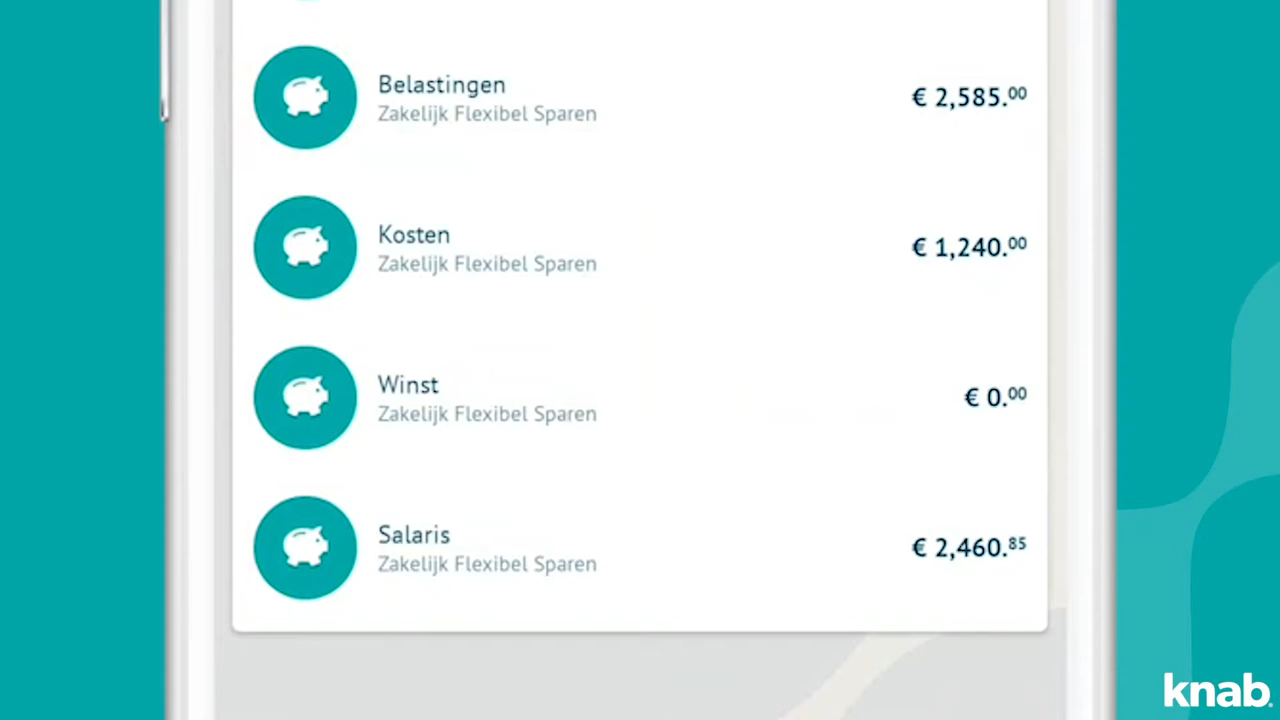 Belastingen
Zakelijk Flexibel Sparen
€ 2,585.00
Kosten
Zakelijk Flexibel Sparen
€ 1,240.00
Winst
Zakelijk Flexibel Sparen
€ 0.00
Salaris
Zakelijk Flexibel Sparen
€ 2,460.85
knab.